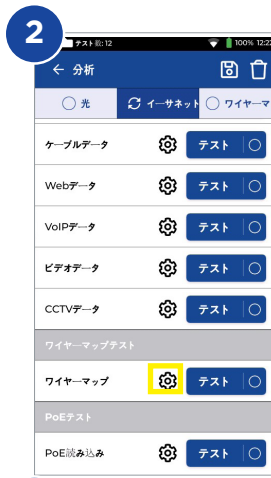 2
テスト 数: 12 100% 12:27
← 分析
光 イーサネット ワイヤーマ
ケーブルデータ テスト
Webデータ テスト
VoIPデータ テスト
ビデオデータ テスト
CCTVデータ テスト
ワイヤーマップテスト
ワイヤーマップ テスト
PoEテスト
PoE読み込み テスト